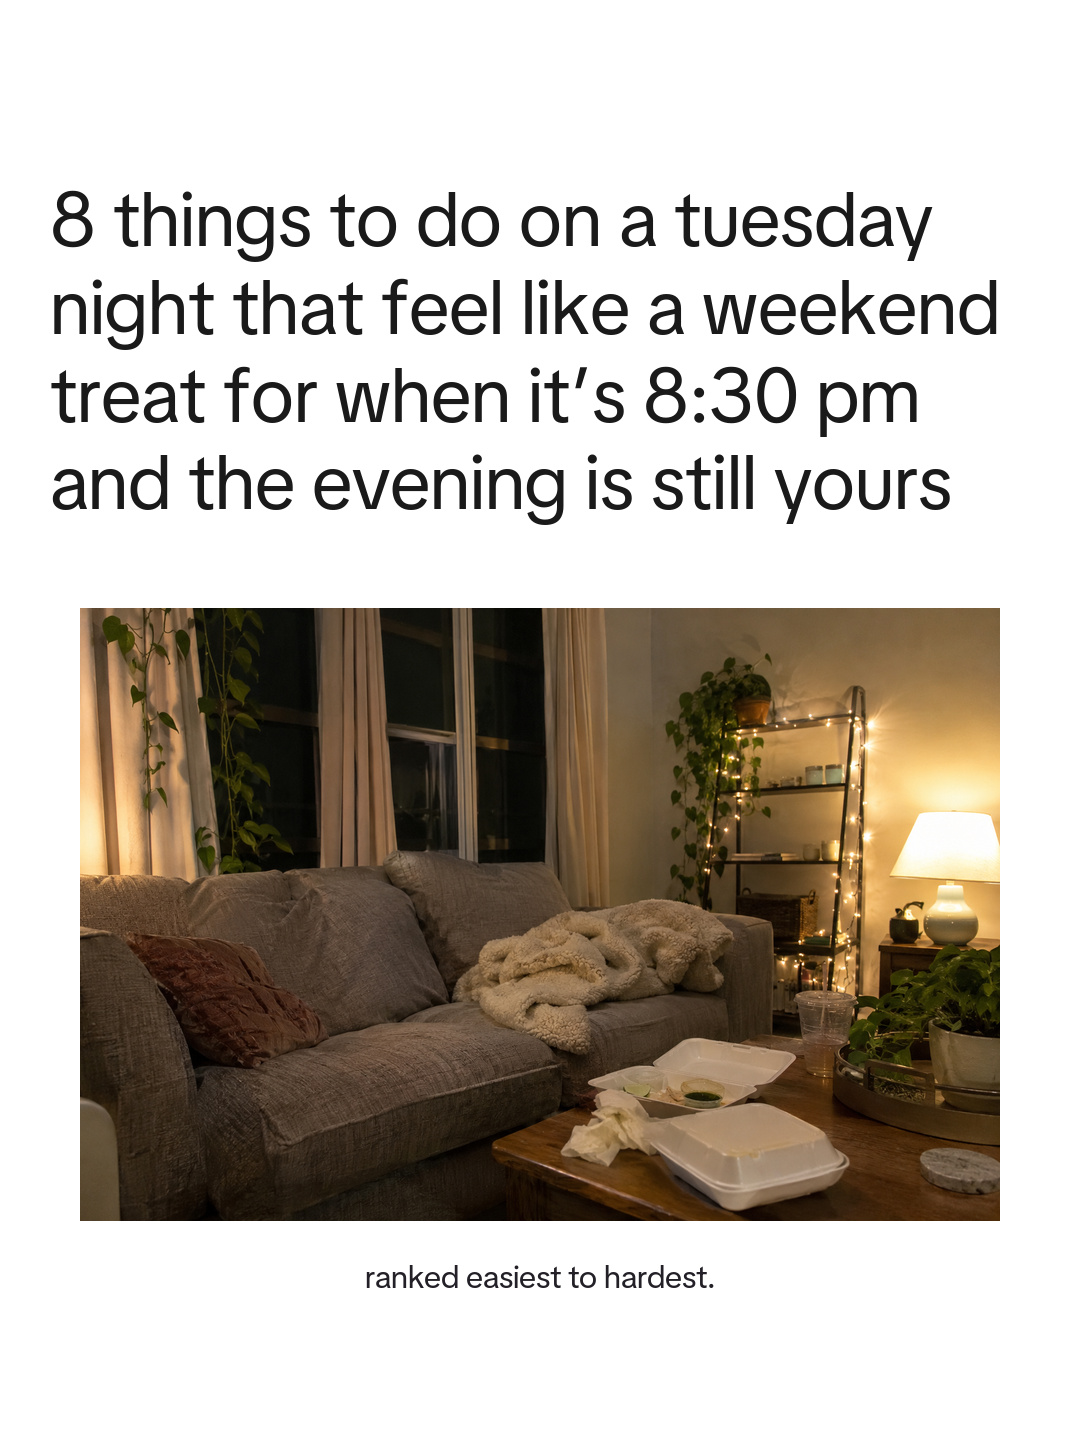 8 things to do on a tuesday
night that feel like a weekend
treat for when it’s 8:30 pm
and the evening is still yours
ranked easiest to hardest.